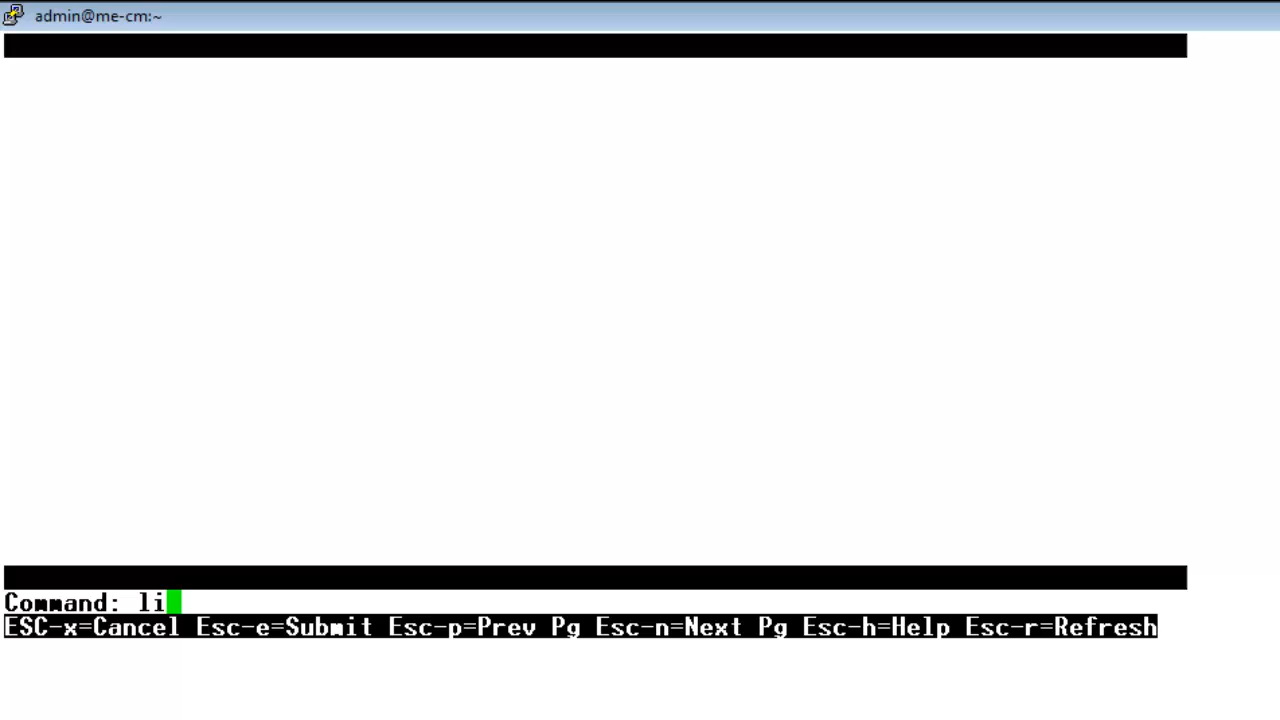 admin@me-cm:~
Command: li
ESC-x=Cancel Esc-e=Submit Esc-p=Prev Pg Esc-n=Next Pg Esc-h=Help Esc-r=Refresh